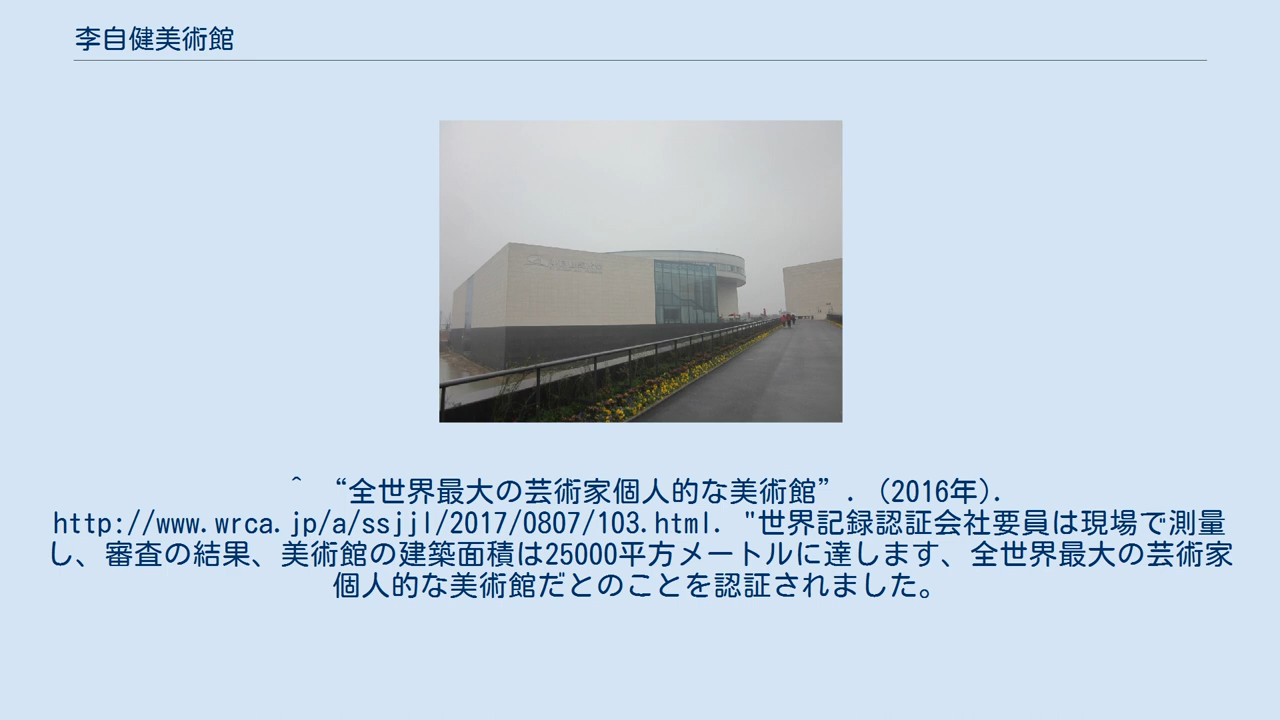 李自健美術館
^ “全世界最大の芸術家個人的な美術館”. (2016年).
http://www.wrca.jp/a/ssjjl/2017/0807/103.html. "世界記録認証会社要員は現場で測量
し、審査の結果、美術館の建築面積は25000平方メートルに達します、全世界最大の芸術家
個人的な美術館だとのことを認証されました。